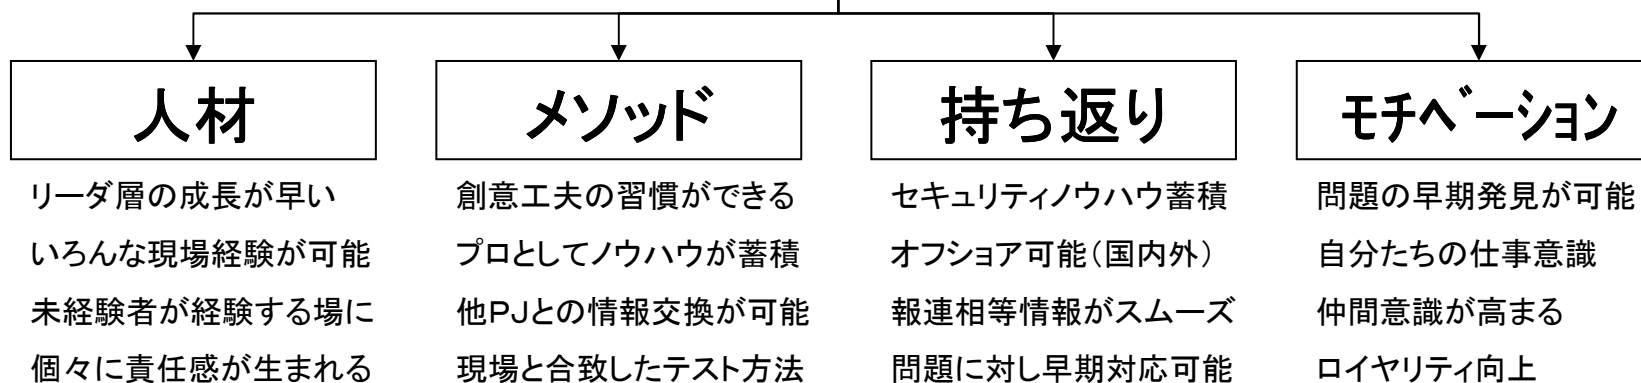 人材
リーダ層の成長が早い
いろんな現場経験が可能
未経験者が経験する場に
個々に責任感が生まれる
メソッド
創意工夫の習慣ができる
プロとしてノウハウが蓄積
他PJとの情報交換が可能
現場と合致したテスト方法
持ち返り
セキュリティノウハウ蓄積
オフショア可能(国内外)
報連相等情報がスムーズ
問題に対し早期対応可能
モチベーション
問題の早期発見が可能
自分たちの仕事意識
仲間意識が高まる
ロイヤリティ向上